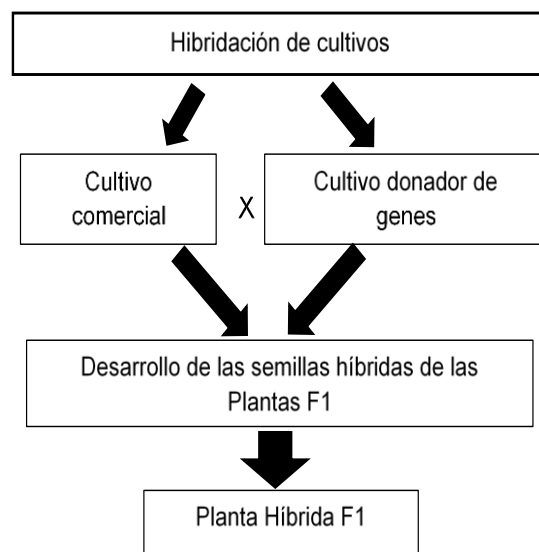 Hibridación de cultivos
Cultivo
comercial
X
Cultivo donador de
genes
Desarrollo de las semillas híbridas de las
Plantas F1
Planta Híbrida F1